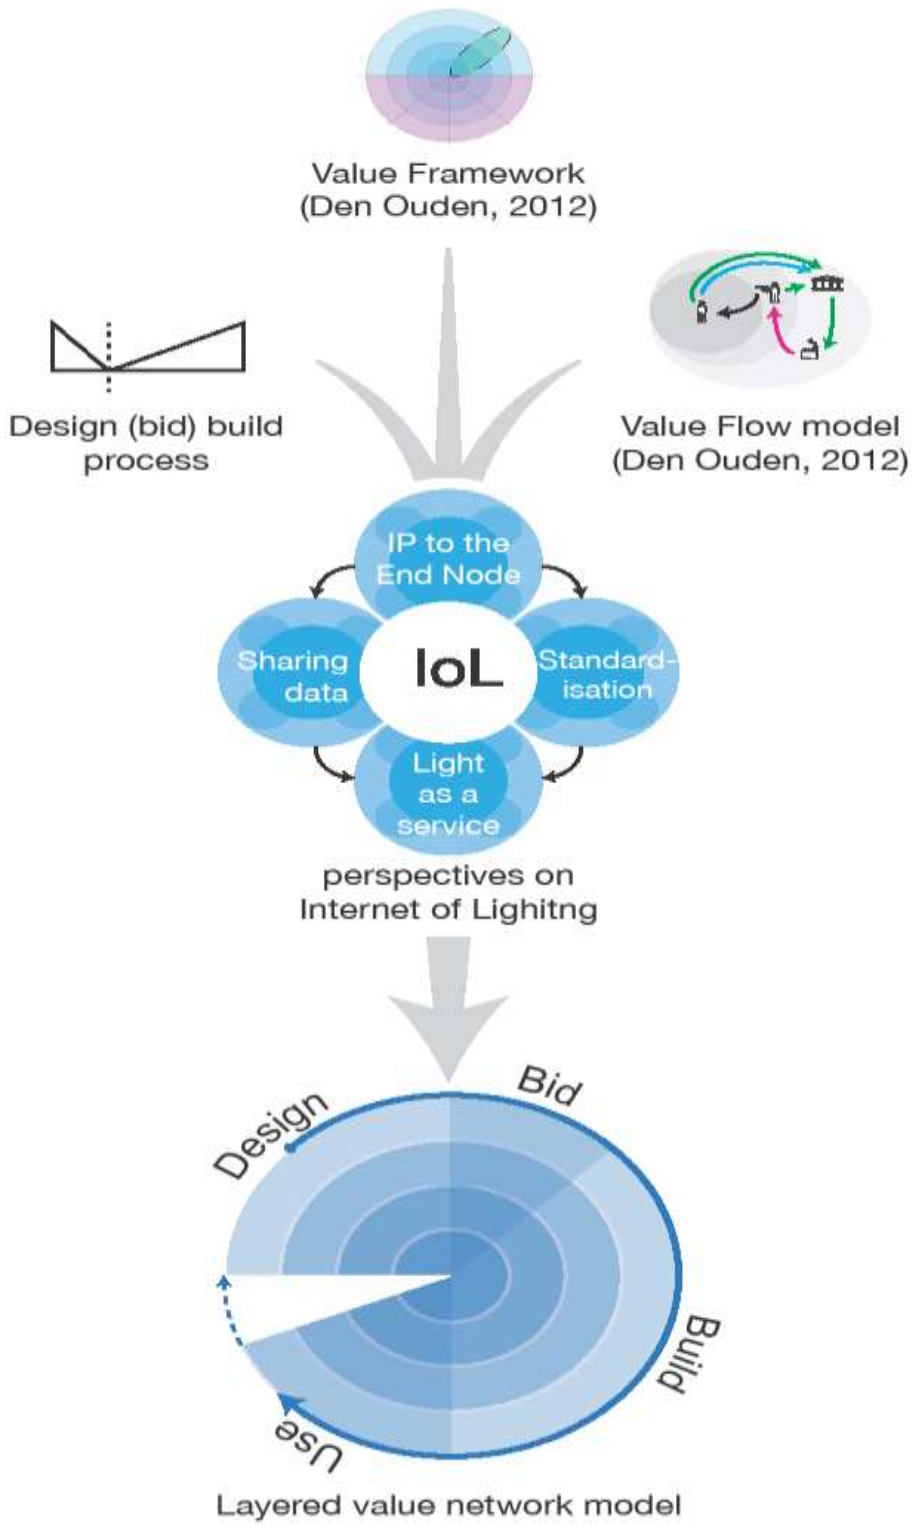 Value Framework
(Den Ouden, 2012)
Design (bid) build
process
Value Flow model
(Den Ouden, 2012)
IP to the
End Node
Sharing
data
IoL
Standard-
isation
Light
as a
service
perspectives on
Internet of Lighitng
Design
Bid
Build
Use
Layered value network model